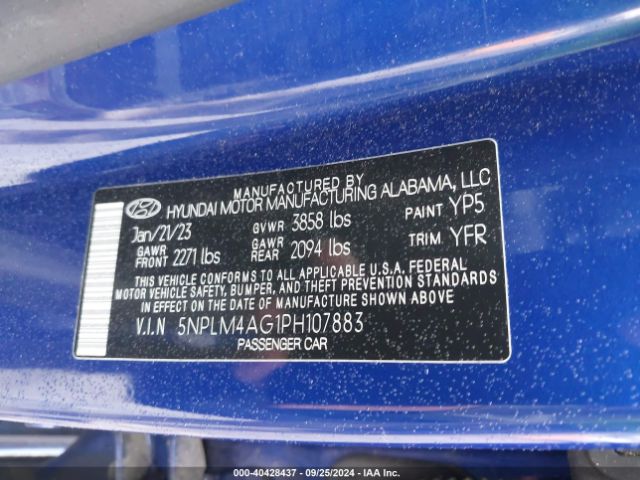 MANUFACTURED BY
HYUNDAI MOTOR MANUFACTURING ALABAMA, LLC
Jan/21/23 GVWR 3858 lbs PAINT YP5
GAWR FRONT 2271 lbs GAWR REAR 2094 lbs TRIM YFR
THIS VEHICLE CONFORMS TO ALL APPLICABLE U.S.A. FEDERAL
MOTOR VEHICLE SAFETY, BUMPER, AND THEFT PREVENTION STANDARDS
IN EFFECT ON THE DATE OF MANUFACTURE SHOWN ABOVE.
V.I.N 5NPLM4AG1PH107883
PASSENGER CAR
000-40428437 - 09/25/2024 - IAA Inc.